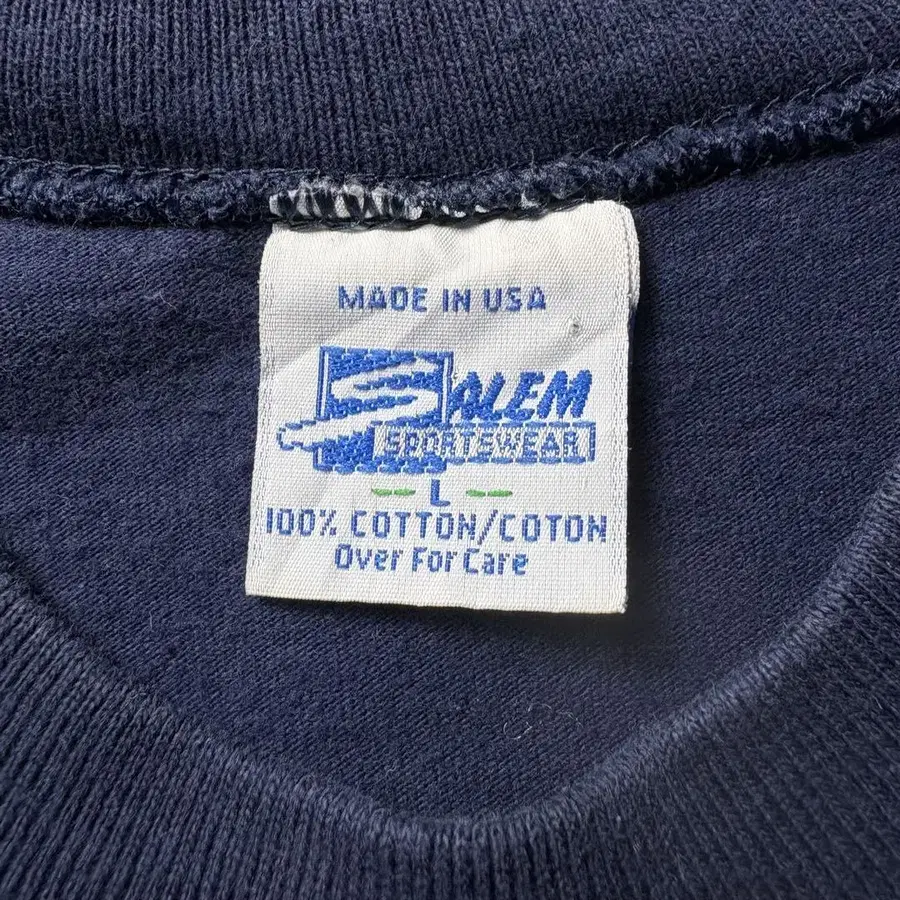 MADE IN USA
SALEM
SPORTSWEAR
-- L --
100% COTTON/COTON
Over For Care